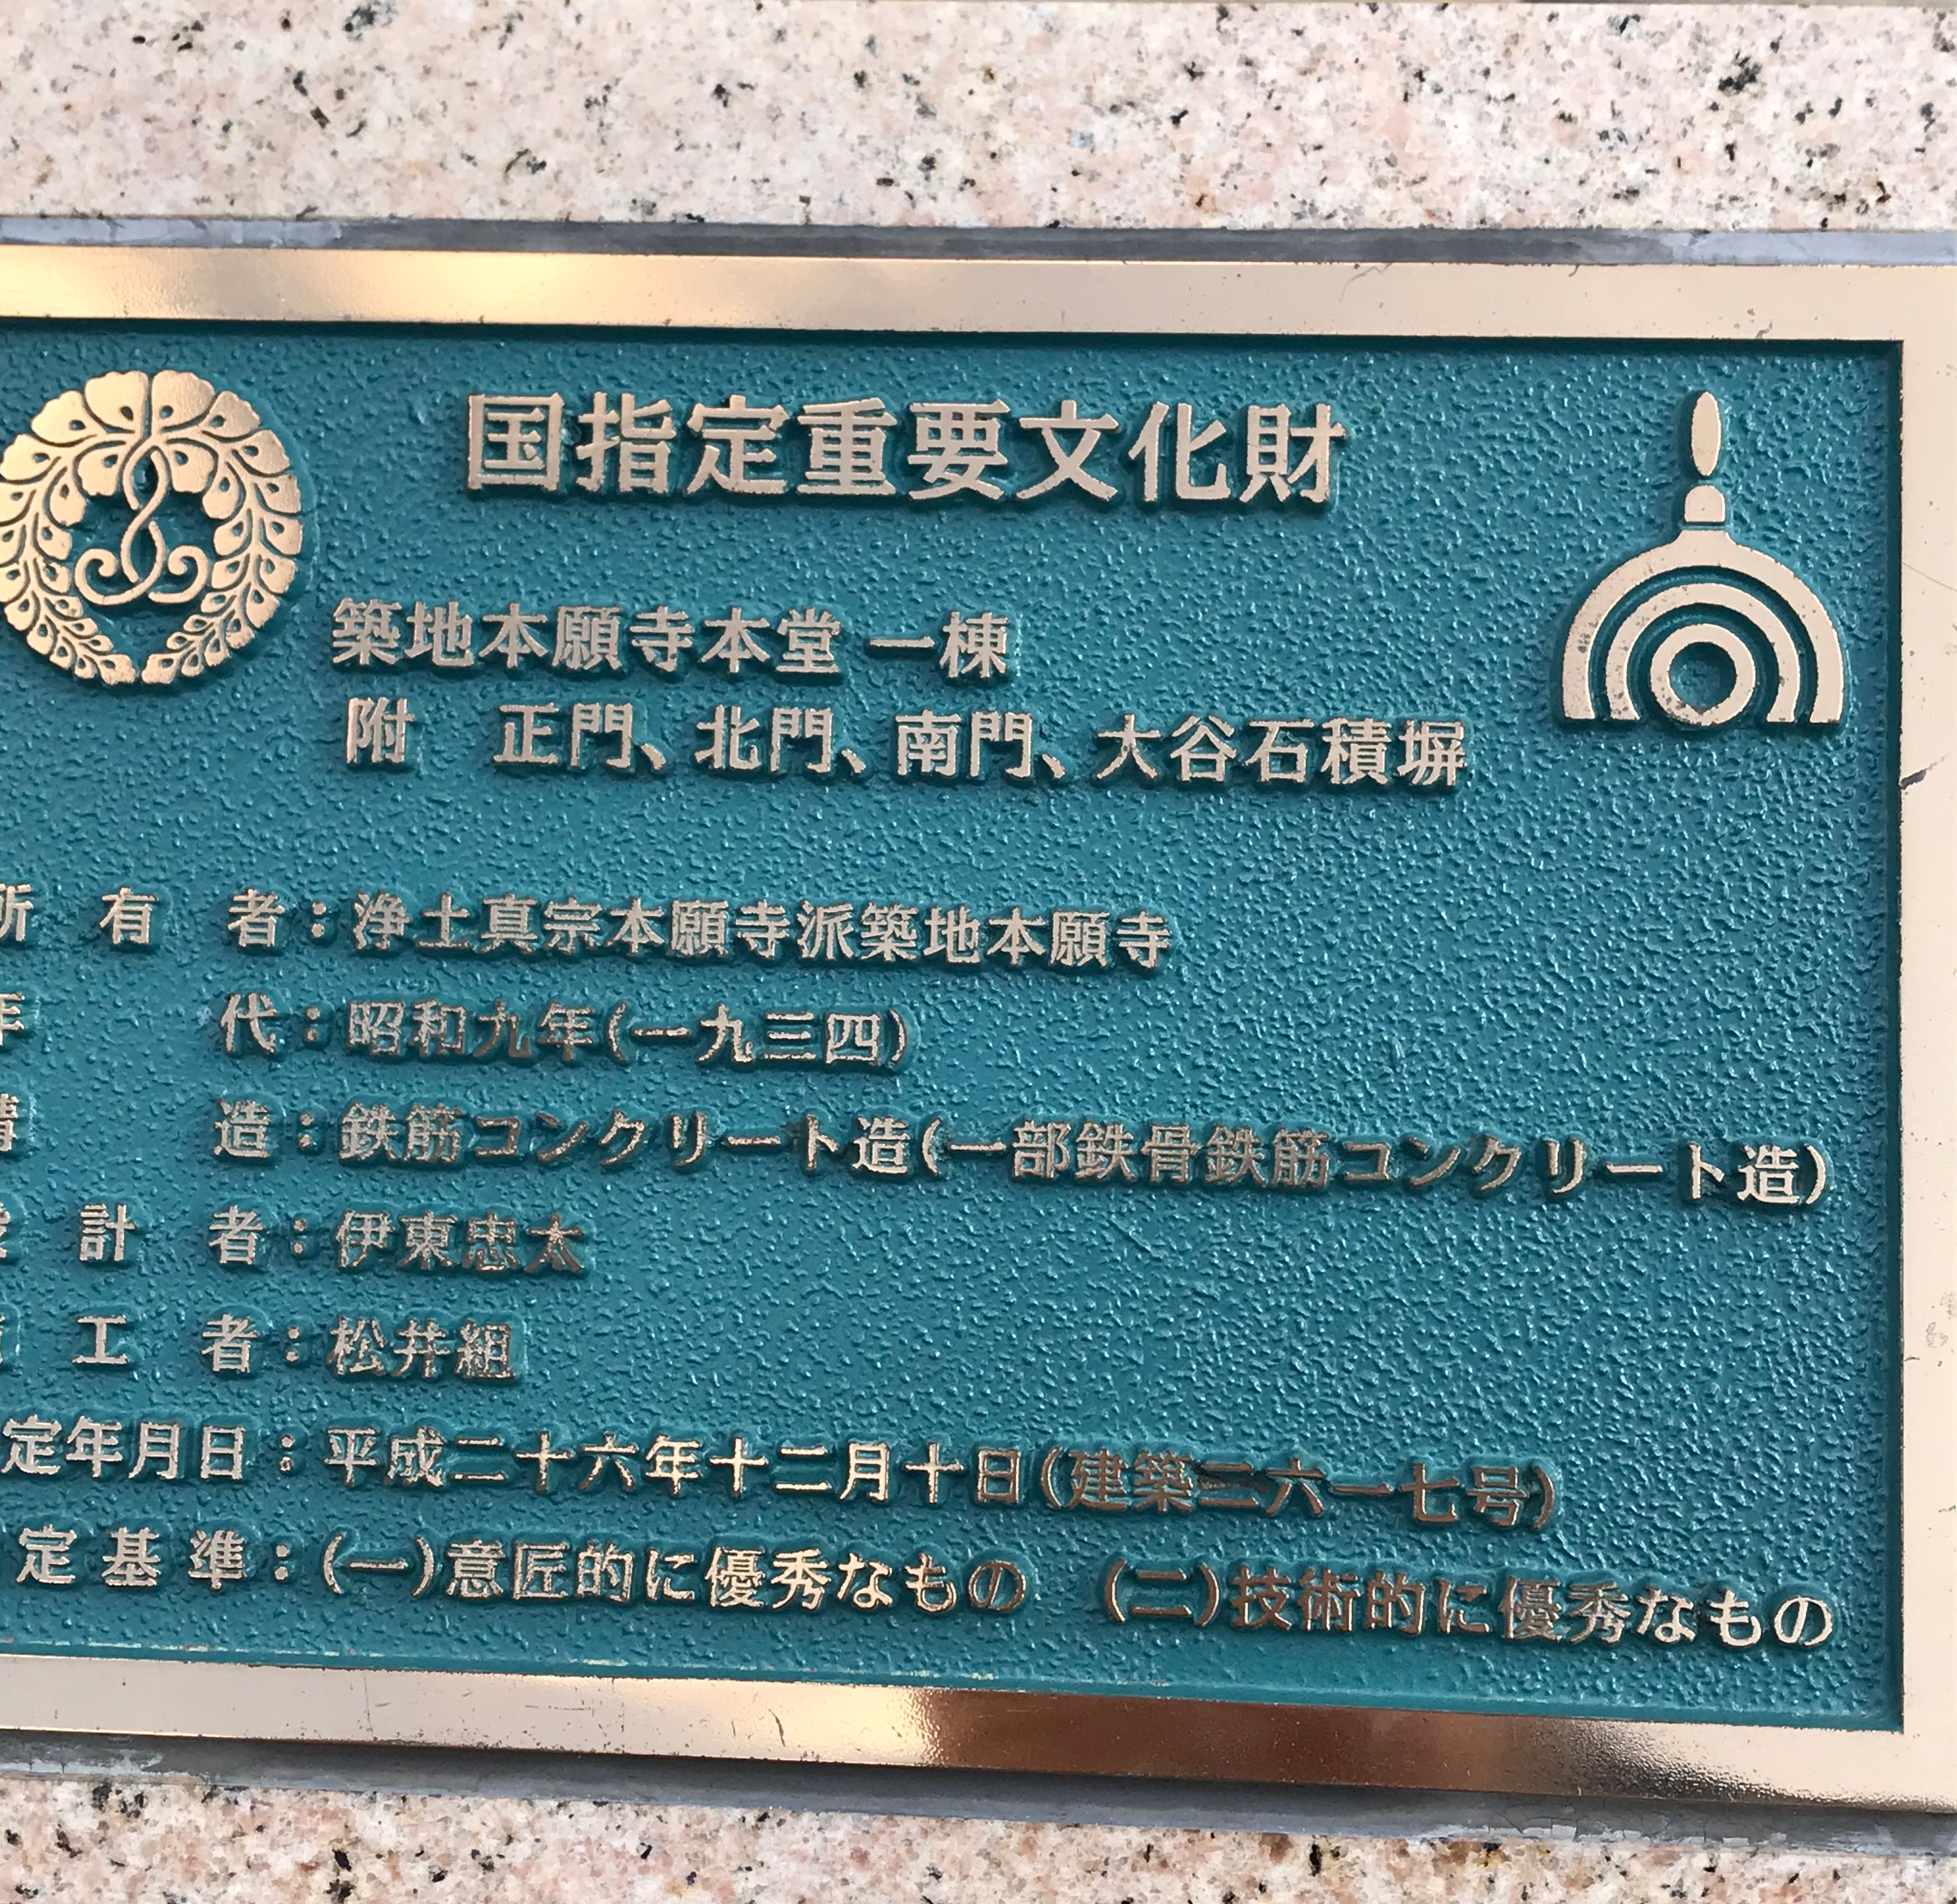 国指定重要文化財
築地本願寺本堂 一棟
附 正門、北門、南門、大谷石積塀
所有者:浄土真宗本願寺派築地本願寺
年代:昭和九年(一九三四)
構造:鉄筋コンクリート造(一部鉄骨鉄筋コンクリート造)
設計者:伊東忠太
施工者:松井組
定年月日:平成二十六年十二月十日(建築二六一七号)
定基準:(一)意匠的に優秀なもの (二)技術的に優秀なもの